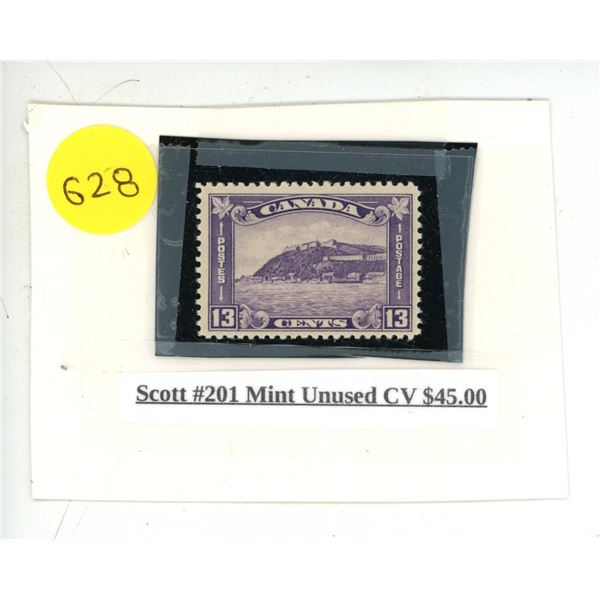 628
CANADA
POSTES
POSTAGE
13 CENTS 13
Scott #201 Mint Unused CV $45.00